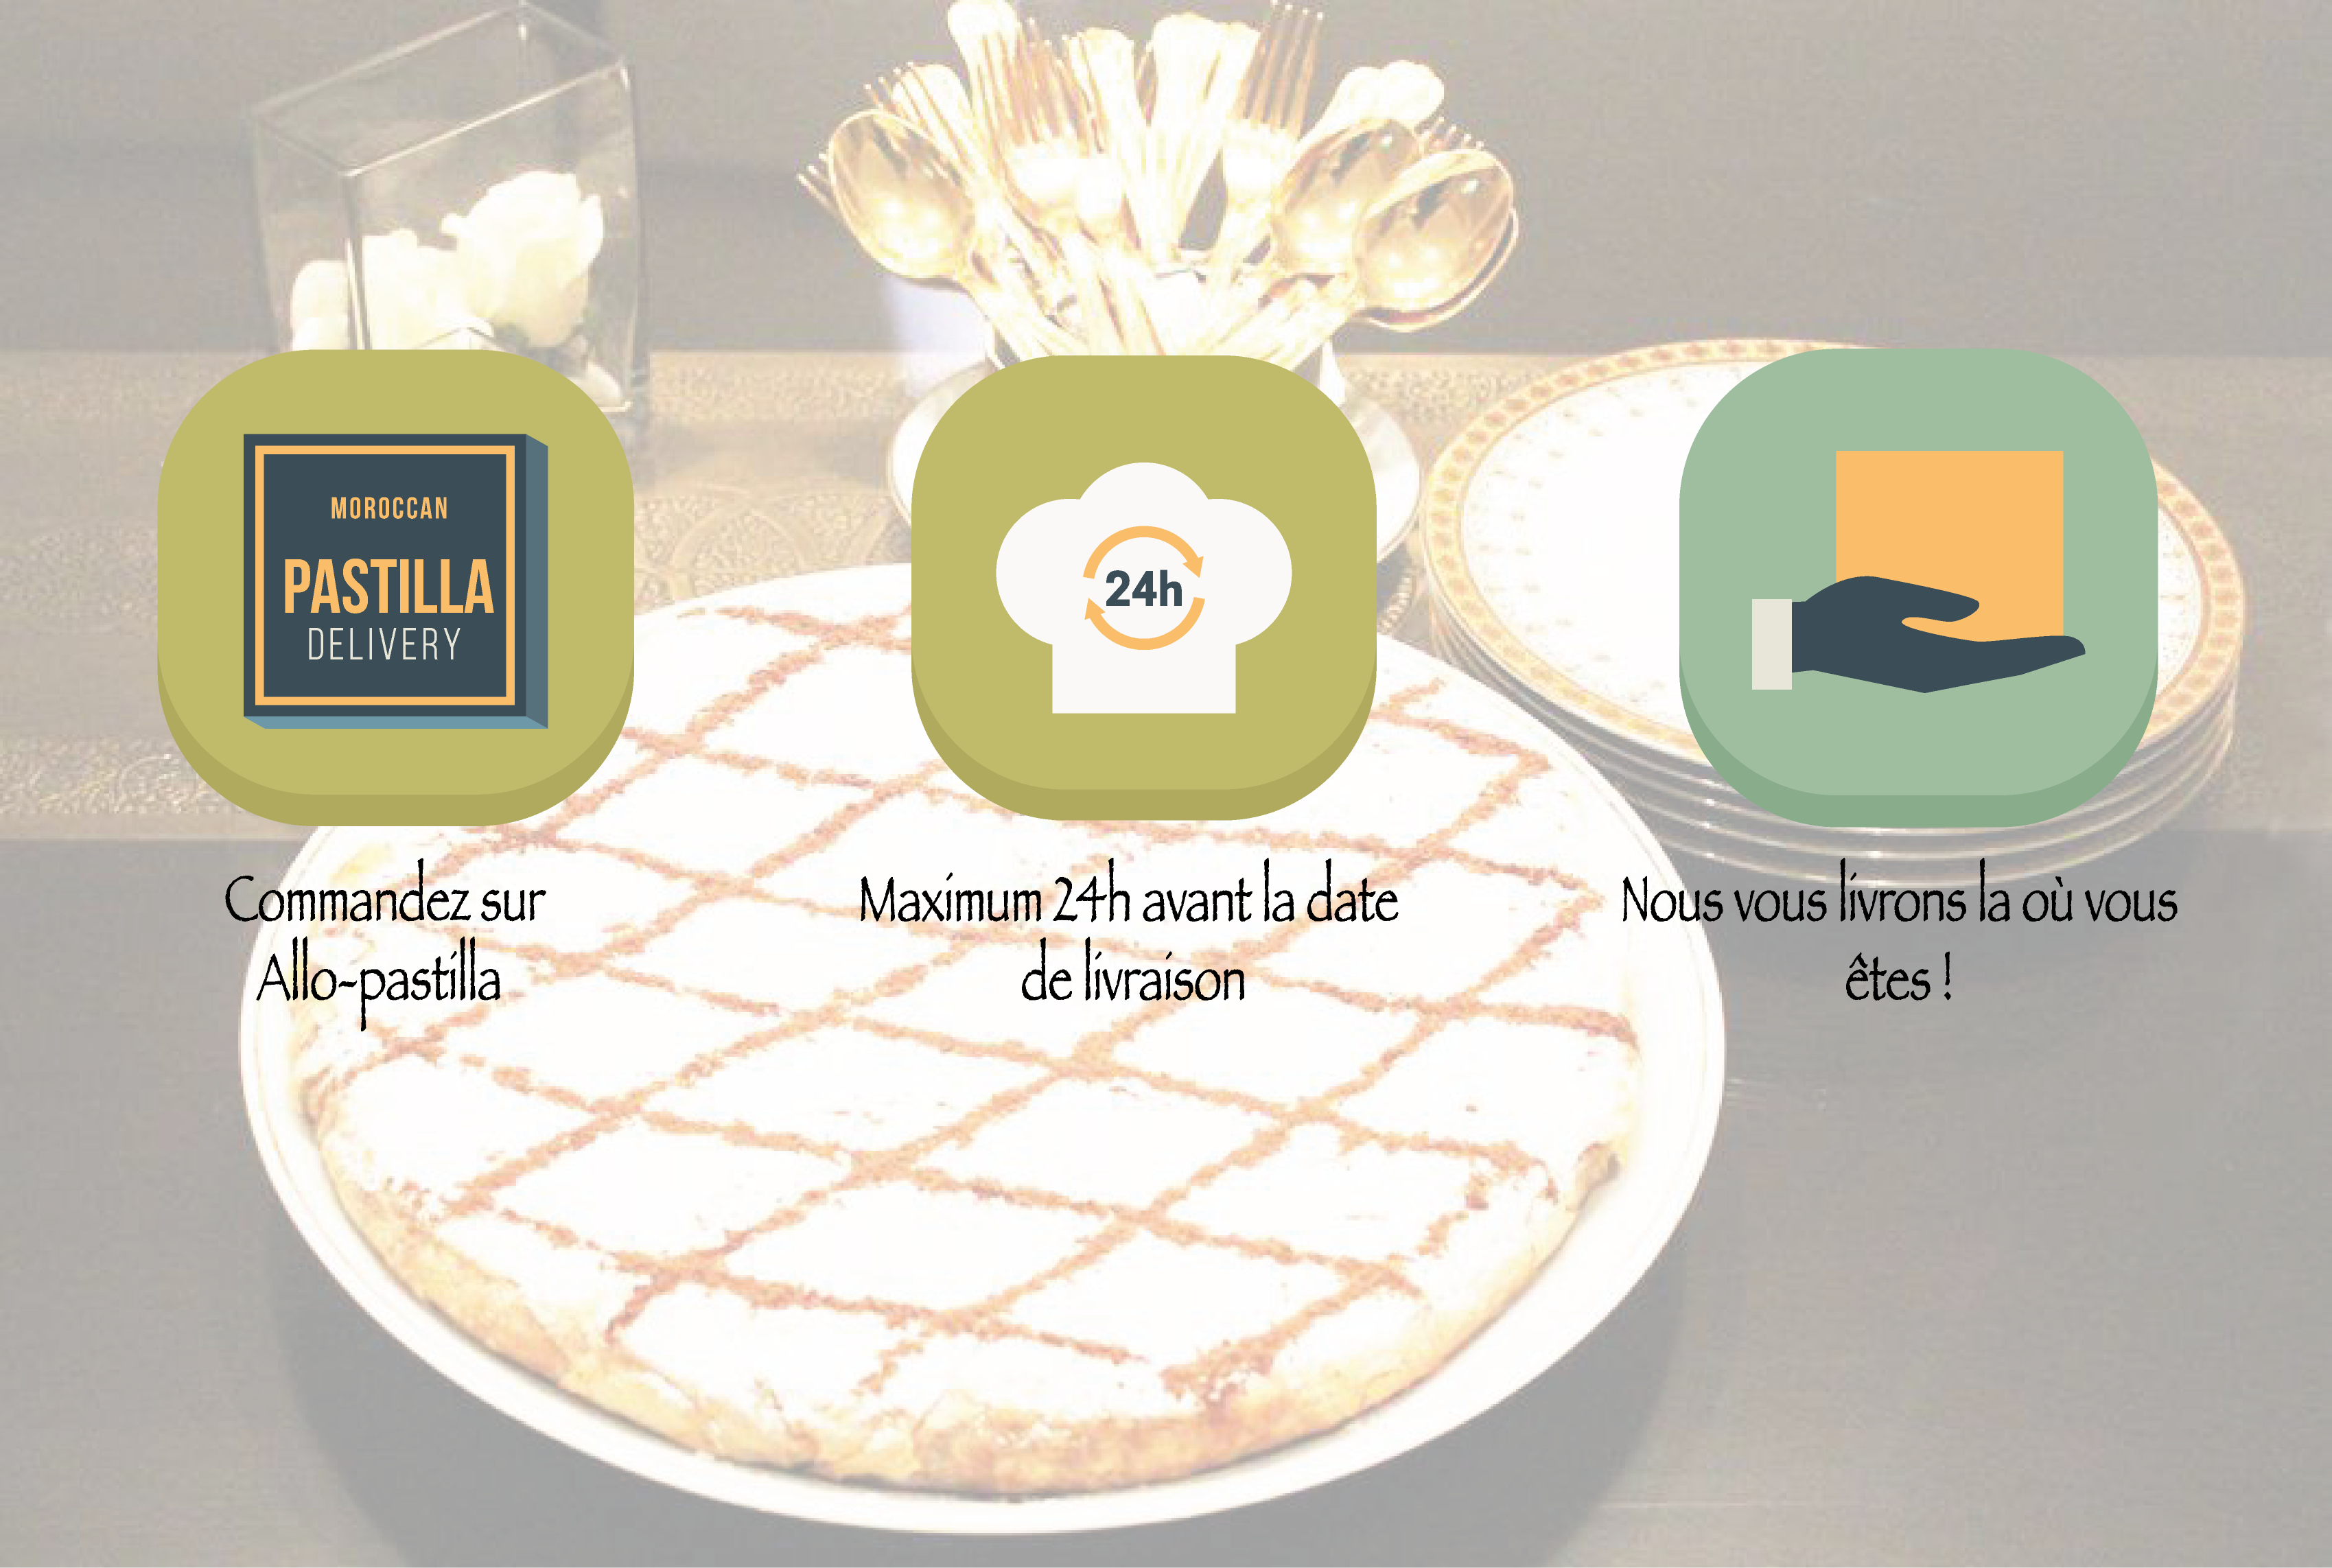 MOROCCAN
PASTILLA
DELIVERY
24h
Commandez sur
Allo-pastilla
Maximum 24h avant la date
de livraison
Nous vous livrons la où vous
êtes !